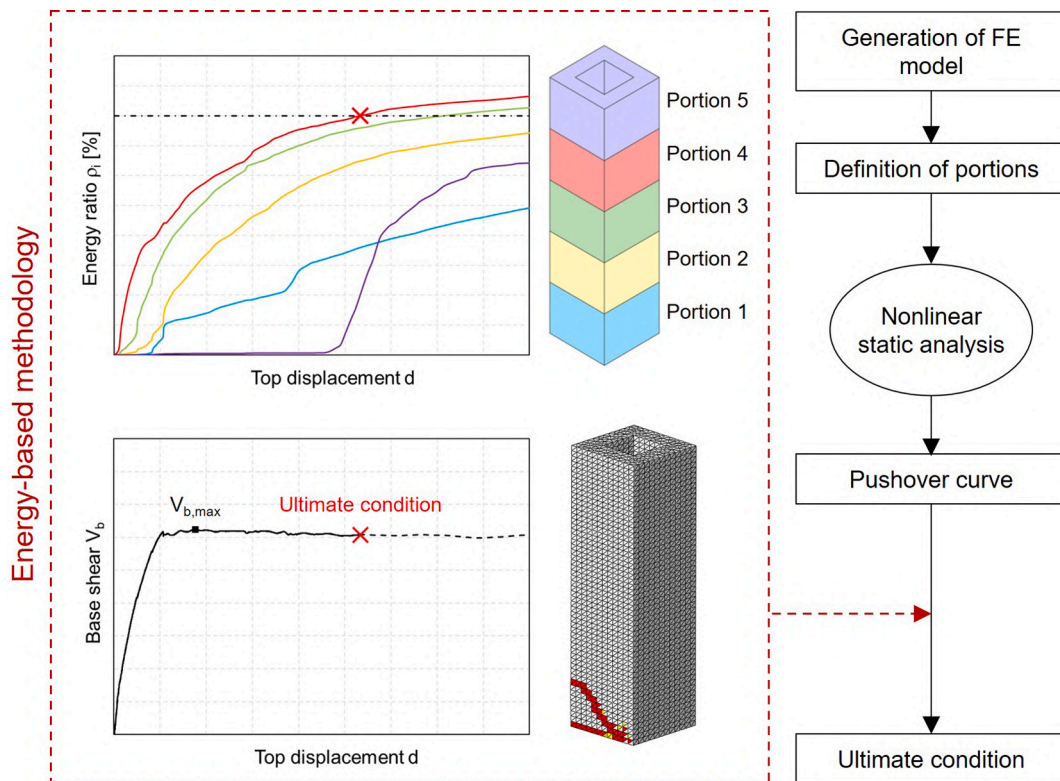 Energy-based methodology
Energy ratio ρi [%]
Top displacement d
Portion 5
Portion 4
Portion 3
Portion 2
Portion 1
Base shear Vb
Vb,max
Ultimate condition
Top displacement d
Generation of FE
model
Definition of portions
Nonlinear
static analysis
Pushover curve
Ultimate condition